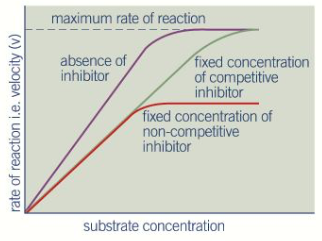 maximum rate of reaction
absence of
inhibitor
fixed concentration
of competitive
inhibitor
fixed concentration of
non-competitive
inhibitor
rate of reaction i.e. velocity (v)
substrate concentration